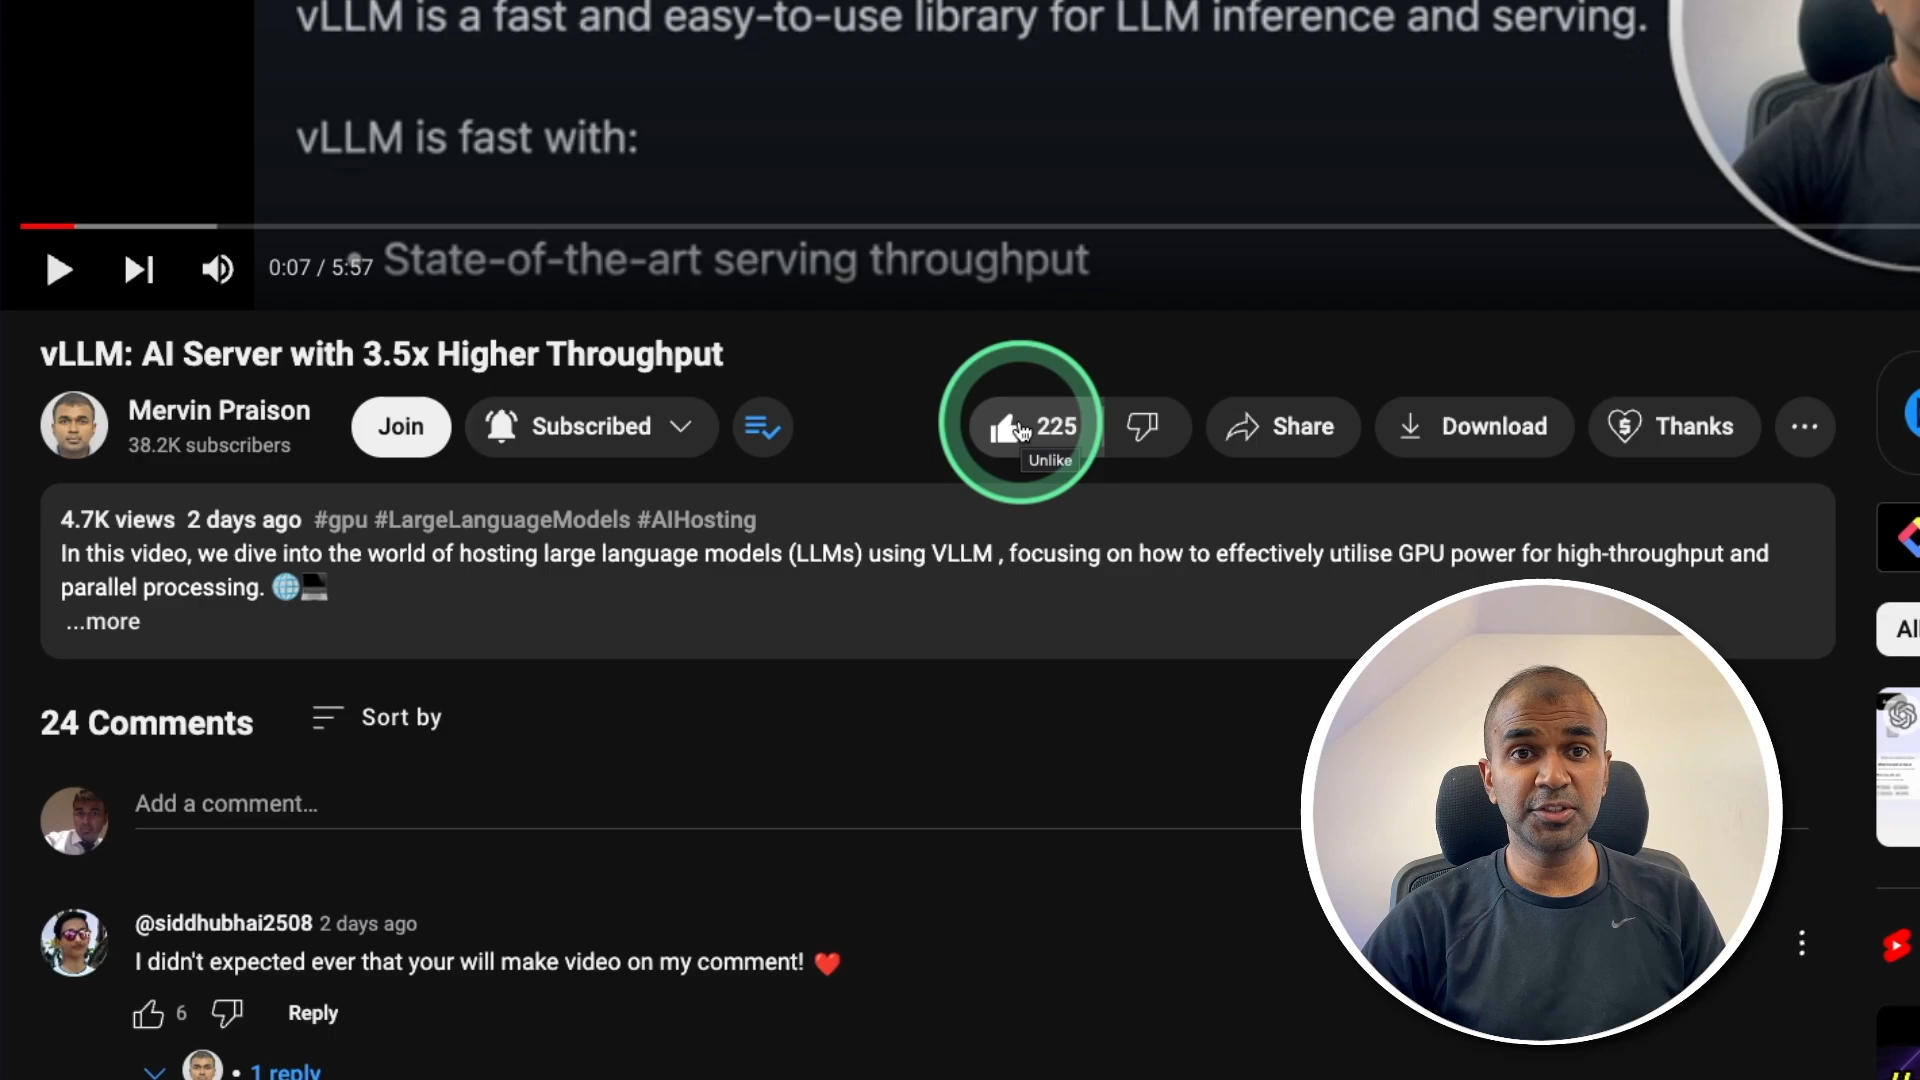 vLLM is a fast and easy-to-use library for LLM inference and serving.
vLLM is fast with:
State-of-the-art serving throughput
0:07 / 5:57
vLLM: AI Server with 3.5x Higher Throughput
Mervin Praison
38.2K subscribers
Join
Subscribed
225
Share
Download
Thanks
Unlike
4.7K views 2 days ago #gpu #LargeLanguageModels #AIHosting
In this video, we dive into the world of hosting large language models (LLMs) using VLLM , focusing on how to effectively utilise GPU power for high-throughput and
parallel processing. 🌐💻
...more
All
24 Comments
Sort by
Add a comment...
@siddhubhai2508 2 days ago
I didn't expected ever that your will make video on my comment! ❤️
6
Reply
• 1 reply